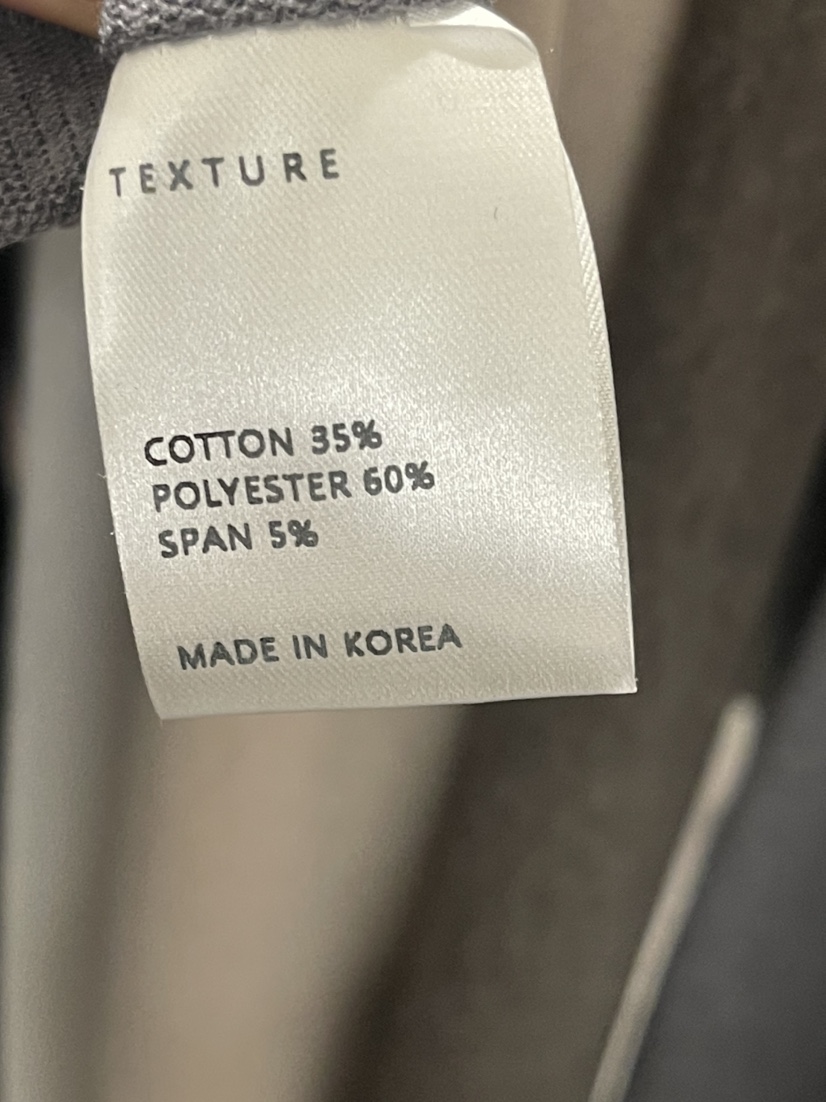 TEXTURE
COTTON 35%
POLYESTER 60%
SPAN 5%
MADE IN KOREA